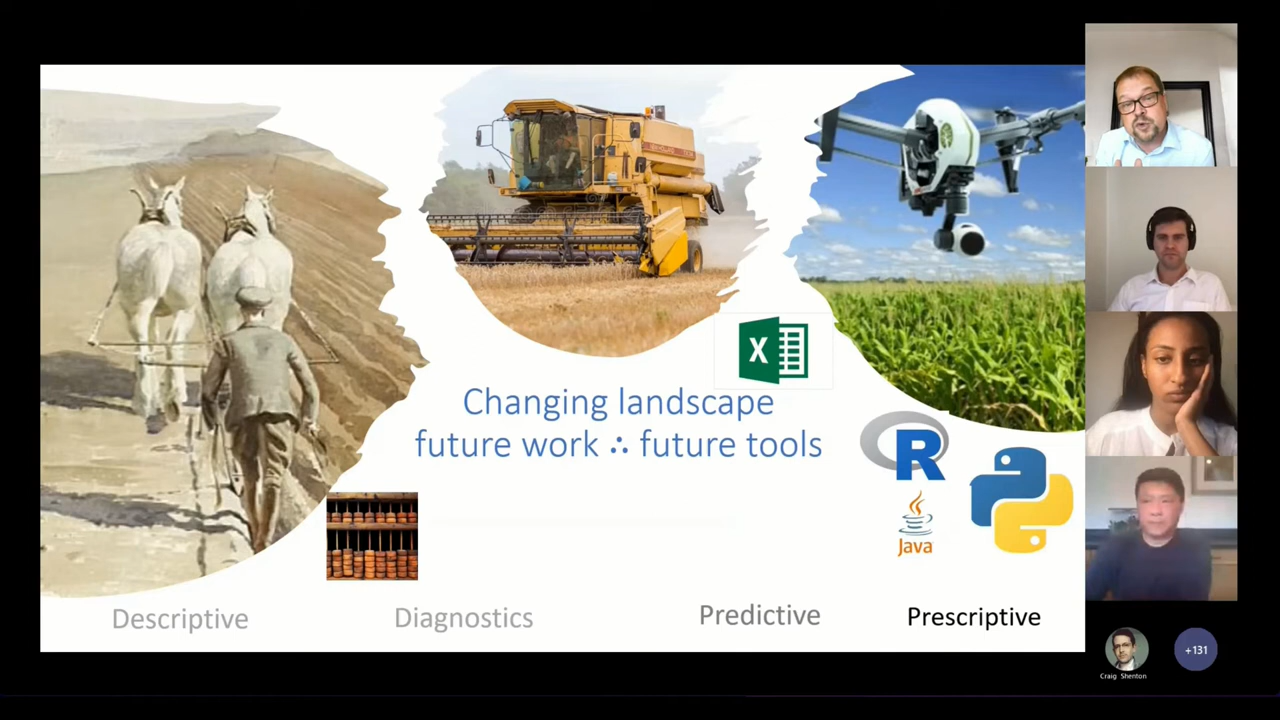 X
Changing landscape
future work ∴ future tools
R
Java
Descriptive
Diagnostics
Predictive
Prescriptive
Craig Shenton
+131